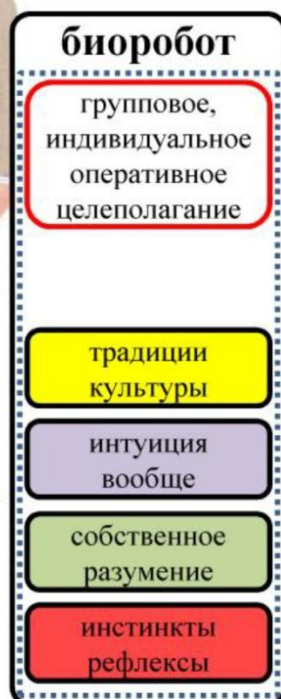 биоробот
групповое,
индивидуальное
оперативное
целеполагание
традиции
культуры
интуиция
вообще
собственное
разумение
инстинкты
рефлексы